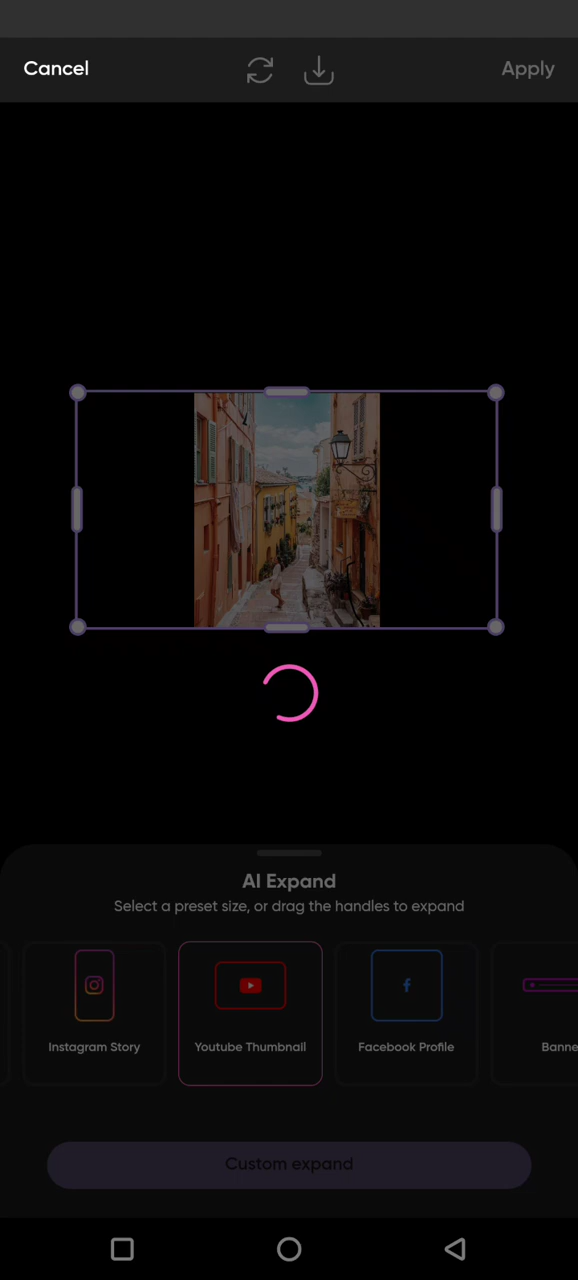 Cancel
Apply
AI Expand
Select a preset size, or drag the handles to expand
Instagram Story
Youtube Thumbnail
Facebook Profile
Banne
Custom expand